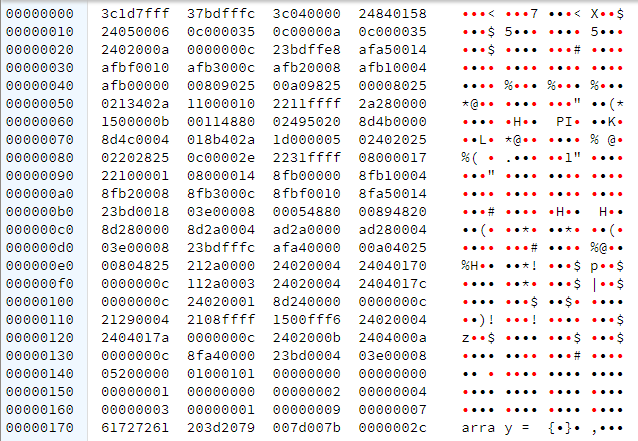 00000000 3c1d7fff 37bdfffc 3c040000 24840158 •••< •••7 •••< X••$
00000010 24050006 0c000035 0c00000a 0c000035 •••$ 5••• •••• 5•••
00000020 2402000a 0000000c 23bdffe8 afa50014 •••$ •••• •••# ••••
00000030 afbf0010 afb3000c afb20008 afb10004 •••• •••• •••• ••••
00000040 afb00000 00809025 00a09825 00008025 •••• %••• %••• %•••
00000050 0213402a 11000010 2211ffff 2a280000 *@•• •••• •••" ••(*
00000060 1500000b 00114880 02495020 8d4b0000 •••• •H••  PI• ••K•
00000070 8d4c0004 018b402a 1d000005 02402025 ••L• *@•• •••• % @•
00000080 02202825 0c00002e 2231ffff 08000017 %( • .••• ••1" ••••
00000090 22100001 08000014 8fb00000 8fb10004 •••" •••• •••• ••••
000000a0 8fb20008 8fb3000c 8fbf0010 8fa50014 •••• •••• •••• ••••
000000b0 23bd0018 03e00008 00054880 00894820 •••# •••• •H••  H••
000000c0 8d280000 8d2a0004 ad2a0000 ad280004 ••(• ••*• ••*• ••(•
000000d0 03e00008 23bdfffc afa40000 00a04025 •••• •••# •••• %@••
000000e0 00804825 212a0000 24020004 24040170 %H•• ••*! •••$ p••$
000000f0 0000000c 112a0003 24020004 2404017c •••• ••*• •••$ |••$
00000100 0000000c 24020001 8d240000 0000000c •••• •••$ ••$• ••••
00000110 21290004 2108ffff 1500fff6 24020004 ••)! •••! •••• •••$
00000120 2404017a 0000000c 2402000b 2404000a z••$ •••• •••$ •••$
00000130 0000000c 8fa40000 23bd0004 03e00008 •••• •••• •••# ••••
00000140 05200000 01000101 00000000 00000000 •• • •••• •••• ••••
00000150 00000001 00000000 00000002 00000004 •••• •••• •••• ••••
00000160 00000003 00000001 00000009 00000007 •••• •••• •••• ••••
00000170 61727261 203d2079 007d007b 0000002c arra y =  {•}• ,•••